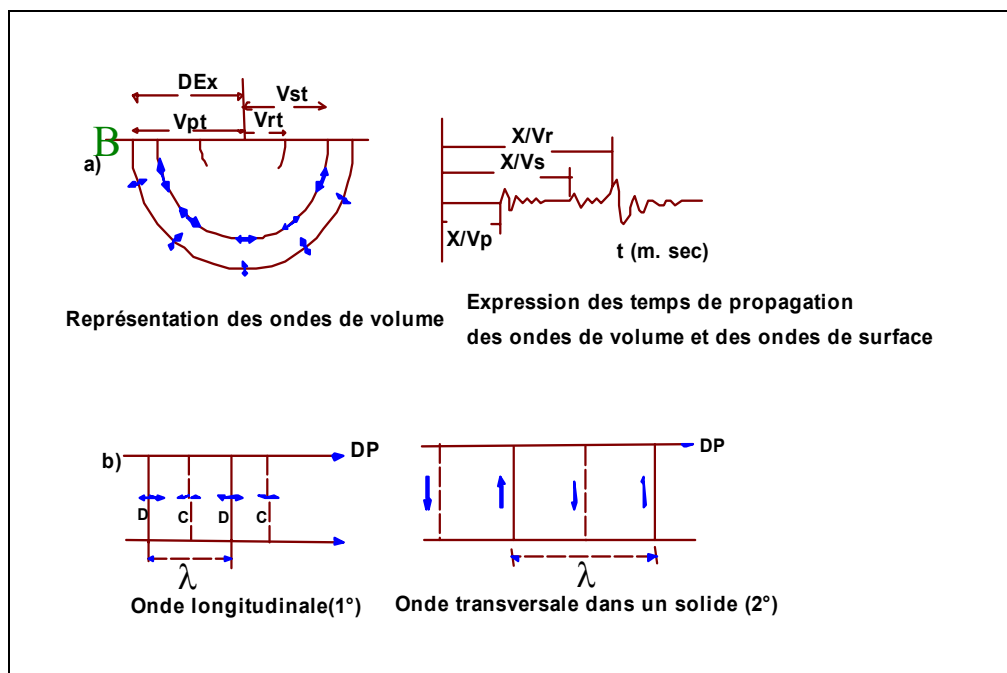 DEx
Vst
Vpt
Vrt
B
a)
X/Vr
X/Vs
X/Vp
t (m. sec)
Représentation des ondes de volume
Expression des temps de propagation
des ondes de volume et des ondes de surface
b)
DP
D C D C
λ
Onde longitudinale(1°)
DP
λ
Onde transversale dans un solide (2°)